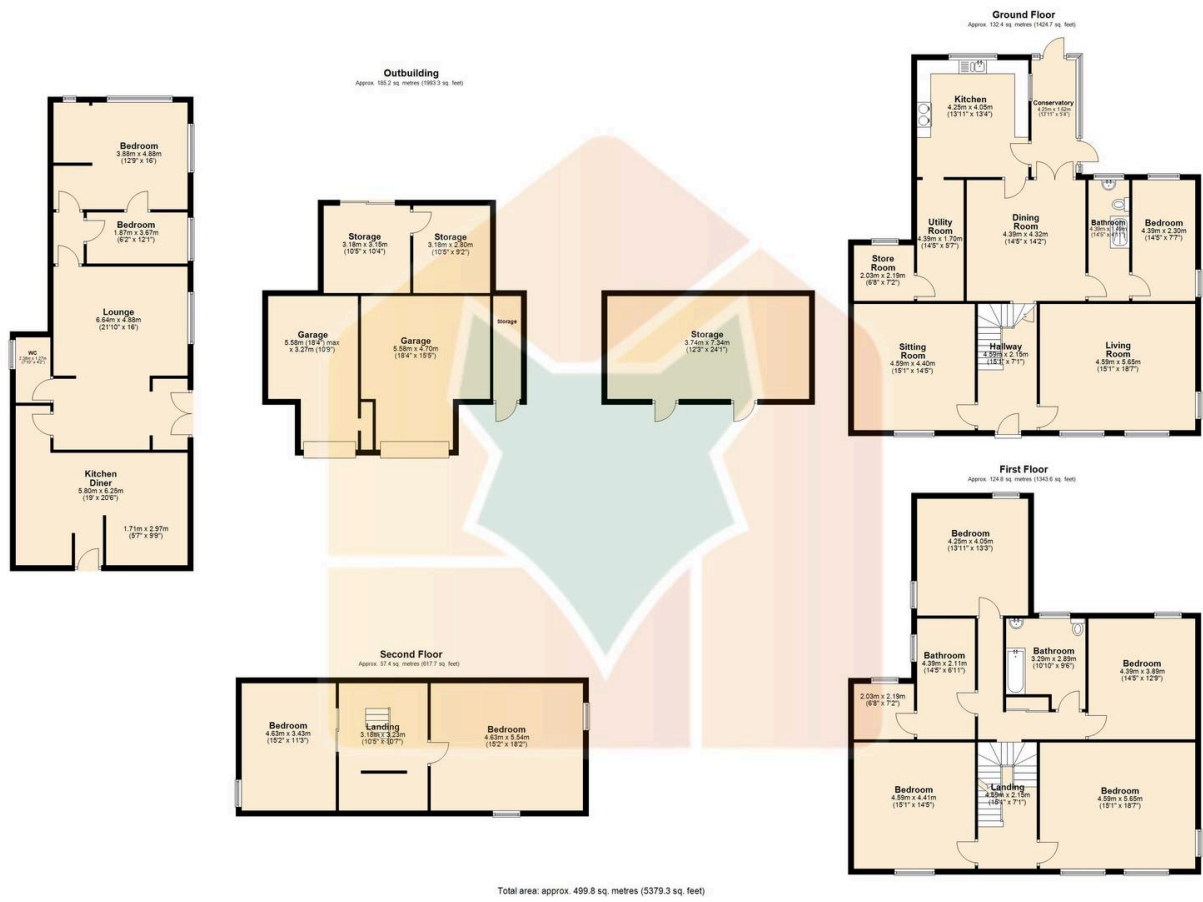 Outbuilding
Approx. 185.2 sq. metres (1993.3 sq. feet)
Bedroom
3.88m x 4.88m
(12'9" x 16')
Bedroom
1.87m x 3.67m
(6'2" x 12'1")
Lounge
6.64m x 4.88m
(21'10" x 16')
WC
Kitchen
Diner
5.80m x 6.25m
(19' x 20'6")
1.71m x 2.97m
(5'7" x 9'9")
Storage
3.18m x 3.15m
(10'5" x 10'4")
Storage
3.18m x 2.80m
(10'5" x 9'2")
Garage
5.58m (18'4") max
x 3.27m (10'9")
Garage
5.58m x 4.70m
(18'4" x 15'5")
Storage
Storage
3.74m x 7.34m
(12'3" x 24'1")
Ground Floor
Approx. 132.4 sq. metres (1424.7 sq. feet)
Kitchen
4.25m x 4.05m
(13'11" x 13'4")
Conservatory
4.25m x 1.62m
(13'11" x 5'4")
Utility
Room
4.39m x 1.70m
(14'5" x 5'7")
Dining
Room
4.39m x 4.32m
(14'5" x 14'2")
Bathroom
Bedroom
4.39m x 2.30m
(14'5" x 7'7")
Store
Room
2.03m x 2.19m
(6'8" x 7'2")
Sitting
Room
4.59m x 4.40m
(15'1" x 14'5")
Hallway
4.59m x 2.15m
(15'1" x 7'1")
Living
Room
4.59m x 5.65m
(15'1" x 18'7")
First Floor
Approx. 124.8 sq. metres (1343.6 sq. feet)
Bedroom
4.25m x 4.05m
(13'11" x 13'3")
Bathroom
4.39m x 2.11m
(14'5" x 6'11")
Bathroom
3.29m x 2.89m
(10'10" x 9'6")
Bedroom
4.39m x 3.89m
(14'5" x 12'9")
2.03m x 2.19m
(6'8" x 7'2")
Bedroom
4.59m x 4.41m
(15'1" x 14'5")
Landing
4.59m x 2.15m
(15'1" x 7'1")
Bedroom
4.59m x 5.65m
(15'1" x 18'7")
Second Floor
Approx. 57.4 sq. metres (617.7 sq. feet)
Bedroom
4.63m x 3.43m
(15'2" x 11'3")
Landing
3.18m x 3.23m
(10'5" x 10'7")
Bedroom
4.63m x 5.54m
(15'2" x 18'2")
Total area: approx. 499.8 sq. metres (5379.3 sq. feet)